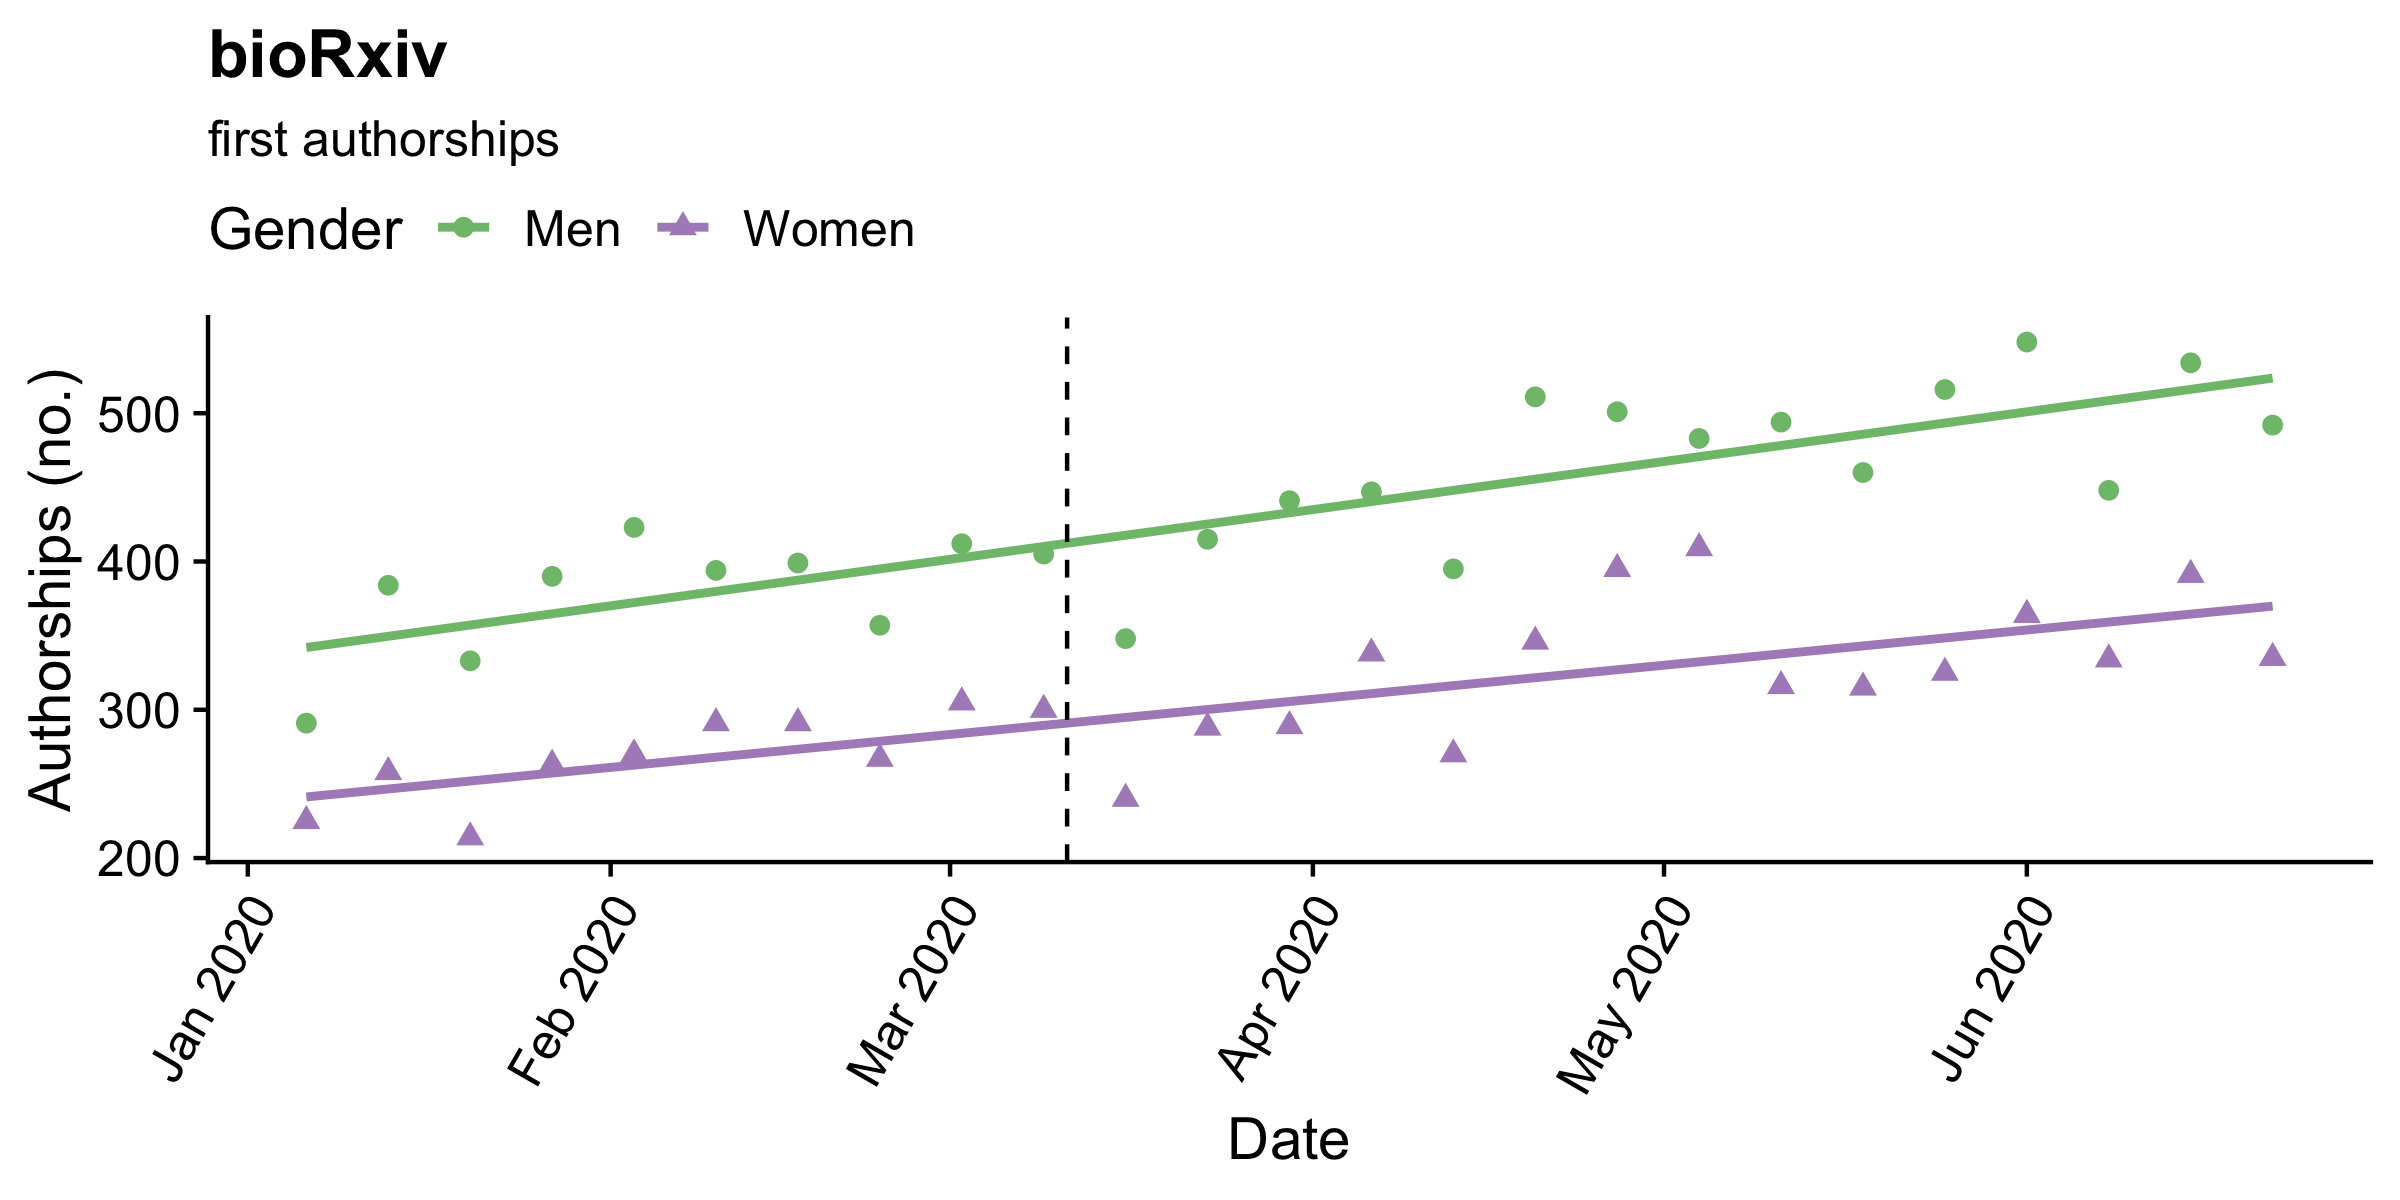 bioRxiv
first authorships
Gender Men Women
Authorships (no.)
500
400
300
200
Jan 2020
Feb 2020
Mar 2020
Apr 2020
May 2020
Jun 2020
Date